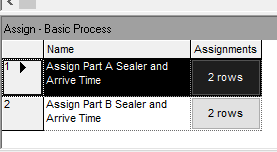 Assign - Basic Process
Name Assignments
1 Assign Part A Sealer and
Arrive Time 2 rows
2 Assign Part B Sealer and
Arrive Time 2 rows